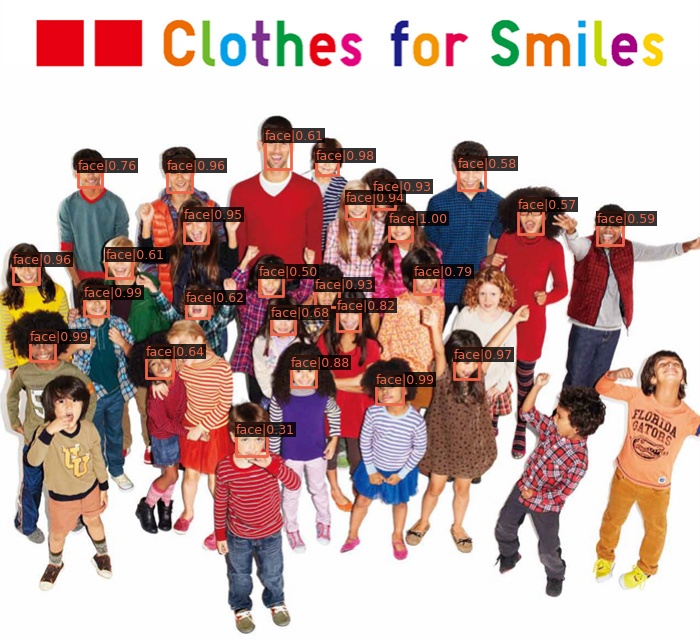 Clothes for Smiles
face|0.61
face|0.98
face|0.76
face|0.96
face|0.58
face|0.93
face|0.94
face|0.95
face|1.00
face|0.57
face|0.59
face|0.96
face|0.61
face|0.50
face|0.79
face|0.93
face|0.99
face|0.62
face|0.68
face|0.82
face|0.99
face|0.64
face|0.88
face|0.97
face|0.99
face|0.31
FLORIDA
GATORS